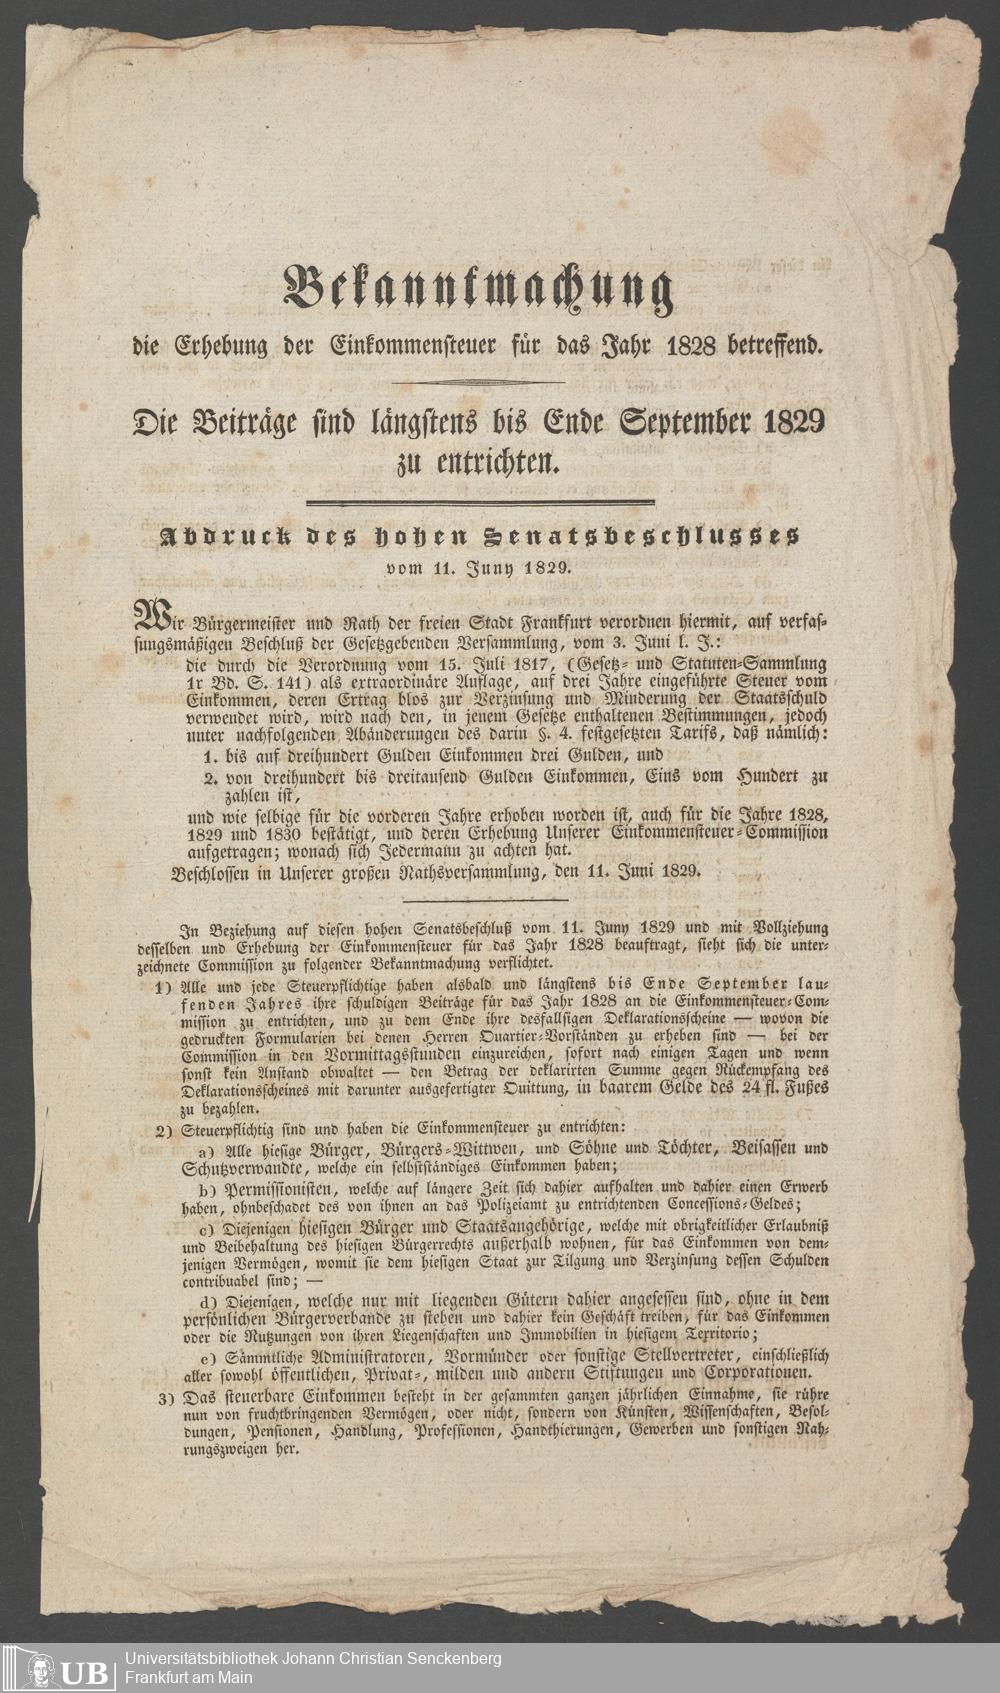 Bekanntmachung
die Erhebung der Einkommensteuer für das Jahr 1828 betreffend.
Die Beiträge sind längstens bis Ende September 1829
zu entrichten.
Abdruck des hohen Senatsbeschlusses
vom 11. Juny 1829.
Wir Bürgermeister und Rath der freien Stadt Frankfurt verordnen hiermit, auf verfas-
sungsmäßigen Beschluß der Gesetzgebenden Versammlung, vom 3. Juni l. J.:
die durch die Verordnung vom 15. Juli 1817, (Gesetz- und Statuten-Sammlung
1r Bd. S. 141) als extraordinäre Auflage, auf drei Jahre eingeführte Steuer vom
Einkommen, deren Ertrag blos zur Verzinsung und Minderung der Staatsschuld
verwendet wird, wird nach den, in jenem Gesetze enthaltenen Bestimmungen, jedoch
unter nachfolgenden Abänderungen des darin §. 4. festgesetzten Tarifs, daß nämlich:
1. bis auf dreihundert Gulden Einkommen drei Gulden, und
2. von dreihundert bis dreitausend Gulden Einkommen, Eins vom Hundert zu
zahlen ist,
und wie selbige für die vorderen Jahre erhoben worden ist, auch für die Jahre 1828,
1829 und 1830 bestätigt, und deren Erhebung Unserer Einkommensteuer-Commission
aufgetragen; wonach sich Jedermann zu achten hat.
Beschlossen in Unserer großen Rathsversammlung, den 11. Juni 1829.
In Beziehung auf diesen hohen Senatsbeschluß vom 11. Juny 1829 und mit Vollziehung
desselben und Erhebung der Einkommensteuer für das Jahr 1828 beauftragt, sieht sich die unter-
zeichnete Commission zu folgender Bekanntmachung verflichtet.
1) Alle und jede Steuerpflichtige haben alsbald und längstens bis Ende September lau-
fenden Jahres ihre schuldigen Beiträge für das Jahr 1828 an die Einkommensteuer-Com-
mission zu entrichten, und zu dem Ende ihre desfallsigen Deklarationsscheine — wovon die
gedruckten Formularien bei denen Herren Quartier-Vorständen zu erheben sind — bei der
Commission in den Vormittagsstunden einzureichen, sofort nach einigen Tagen und wenn
sonst kein Anstand obwaltet — den Betrag der deklarirten Summe gegen Rückempfang des
Deklarationsscheines mit darunter ausgefertigter Quittung, in baarem Gelde des 24 fl. Fußes
zu bezahlen.
2) Steuerpflichtig sind und haben die Einkommensteuer zu entrichten:
a) Alle hiesige Bürger, Bürgers-Wittwen, und Söhne und Töchter, Beisassen und
Schutzverwandte, welche ein selbstständiges Einkommen haben;
b) Permissionisten, welche auf längere Zeit sich dahier aufhalten und dahier einen Erwerb
haben, ohnbeschadet des von ihnen an das Polizeiamt zu entrichtenden Concessions-Geldes;
c) Diejenigen hiesigen Bürger und Staatsangehörige, welche mit obrigkeitlicher Erlaubniß
und Beibehaltung des hiesigen Bürgerrechts außerhalb wohnen, für das Einkommen von dem-
jenigen Vermögen, womit sie dem hiesigen Staat zur Tilgung und Verzinsung dessen Schulden
contribuabel sind; —
d) Diejenigen, welche nur mit liegenden Gütern dahier angesessen sind, ohne in dem
persönlichen Bürgerverbande zu stehen und dahier kein Geschäft treiben, für das Einkommen
oder die Nutzungen von ihren Liegenschaften und Immobilien in hiesigem Territorio;
e) Sämmtliche Administratoren, Vormünder oder sonstige Stellvertreter, einschließlich
aller sowohl öffentlichen, Privat-, milden und andern Stiftungen und Corporationen.
3) Das steuerbare Einkommen besteht in der gesammten ganzen jährlichen Einnahme, sie rühre
nun von fruchtbringenden Vermögen, oder nicht, sondern von Künsten, Wissenschaften, Besol-
dungen, Pensionen, Handlung, Professionen, Handthierungen, Gewerben und sonstigen Nah-
rungszweigen her.
UB Universitätsbibliothek Johann Christian Senckenberg
Frankfurt am Main